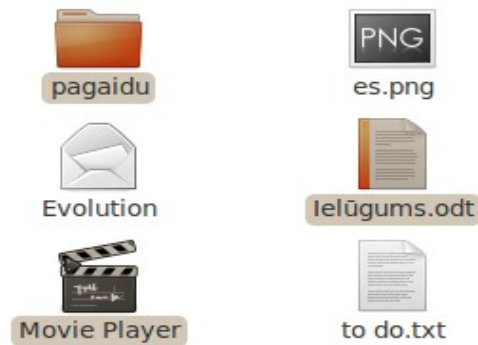 PNG
pagaidu
es.png
Evolution
Ielūgums.odt
Movie Player
to do.txt